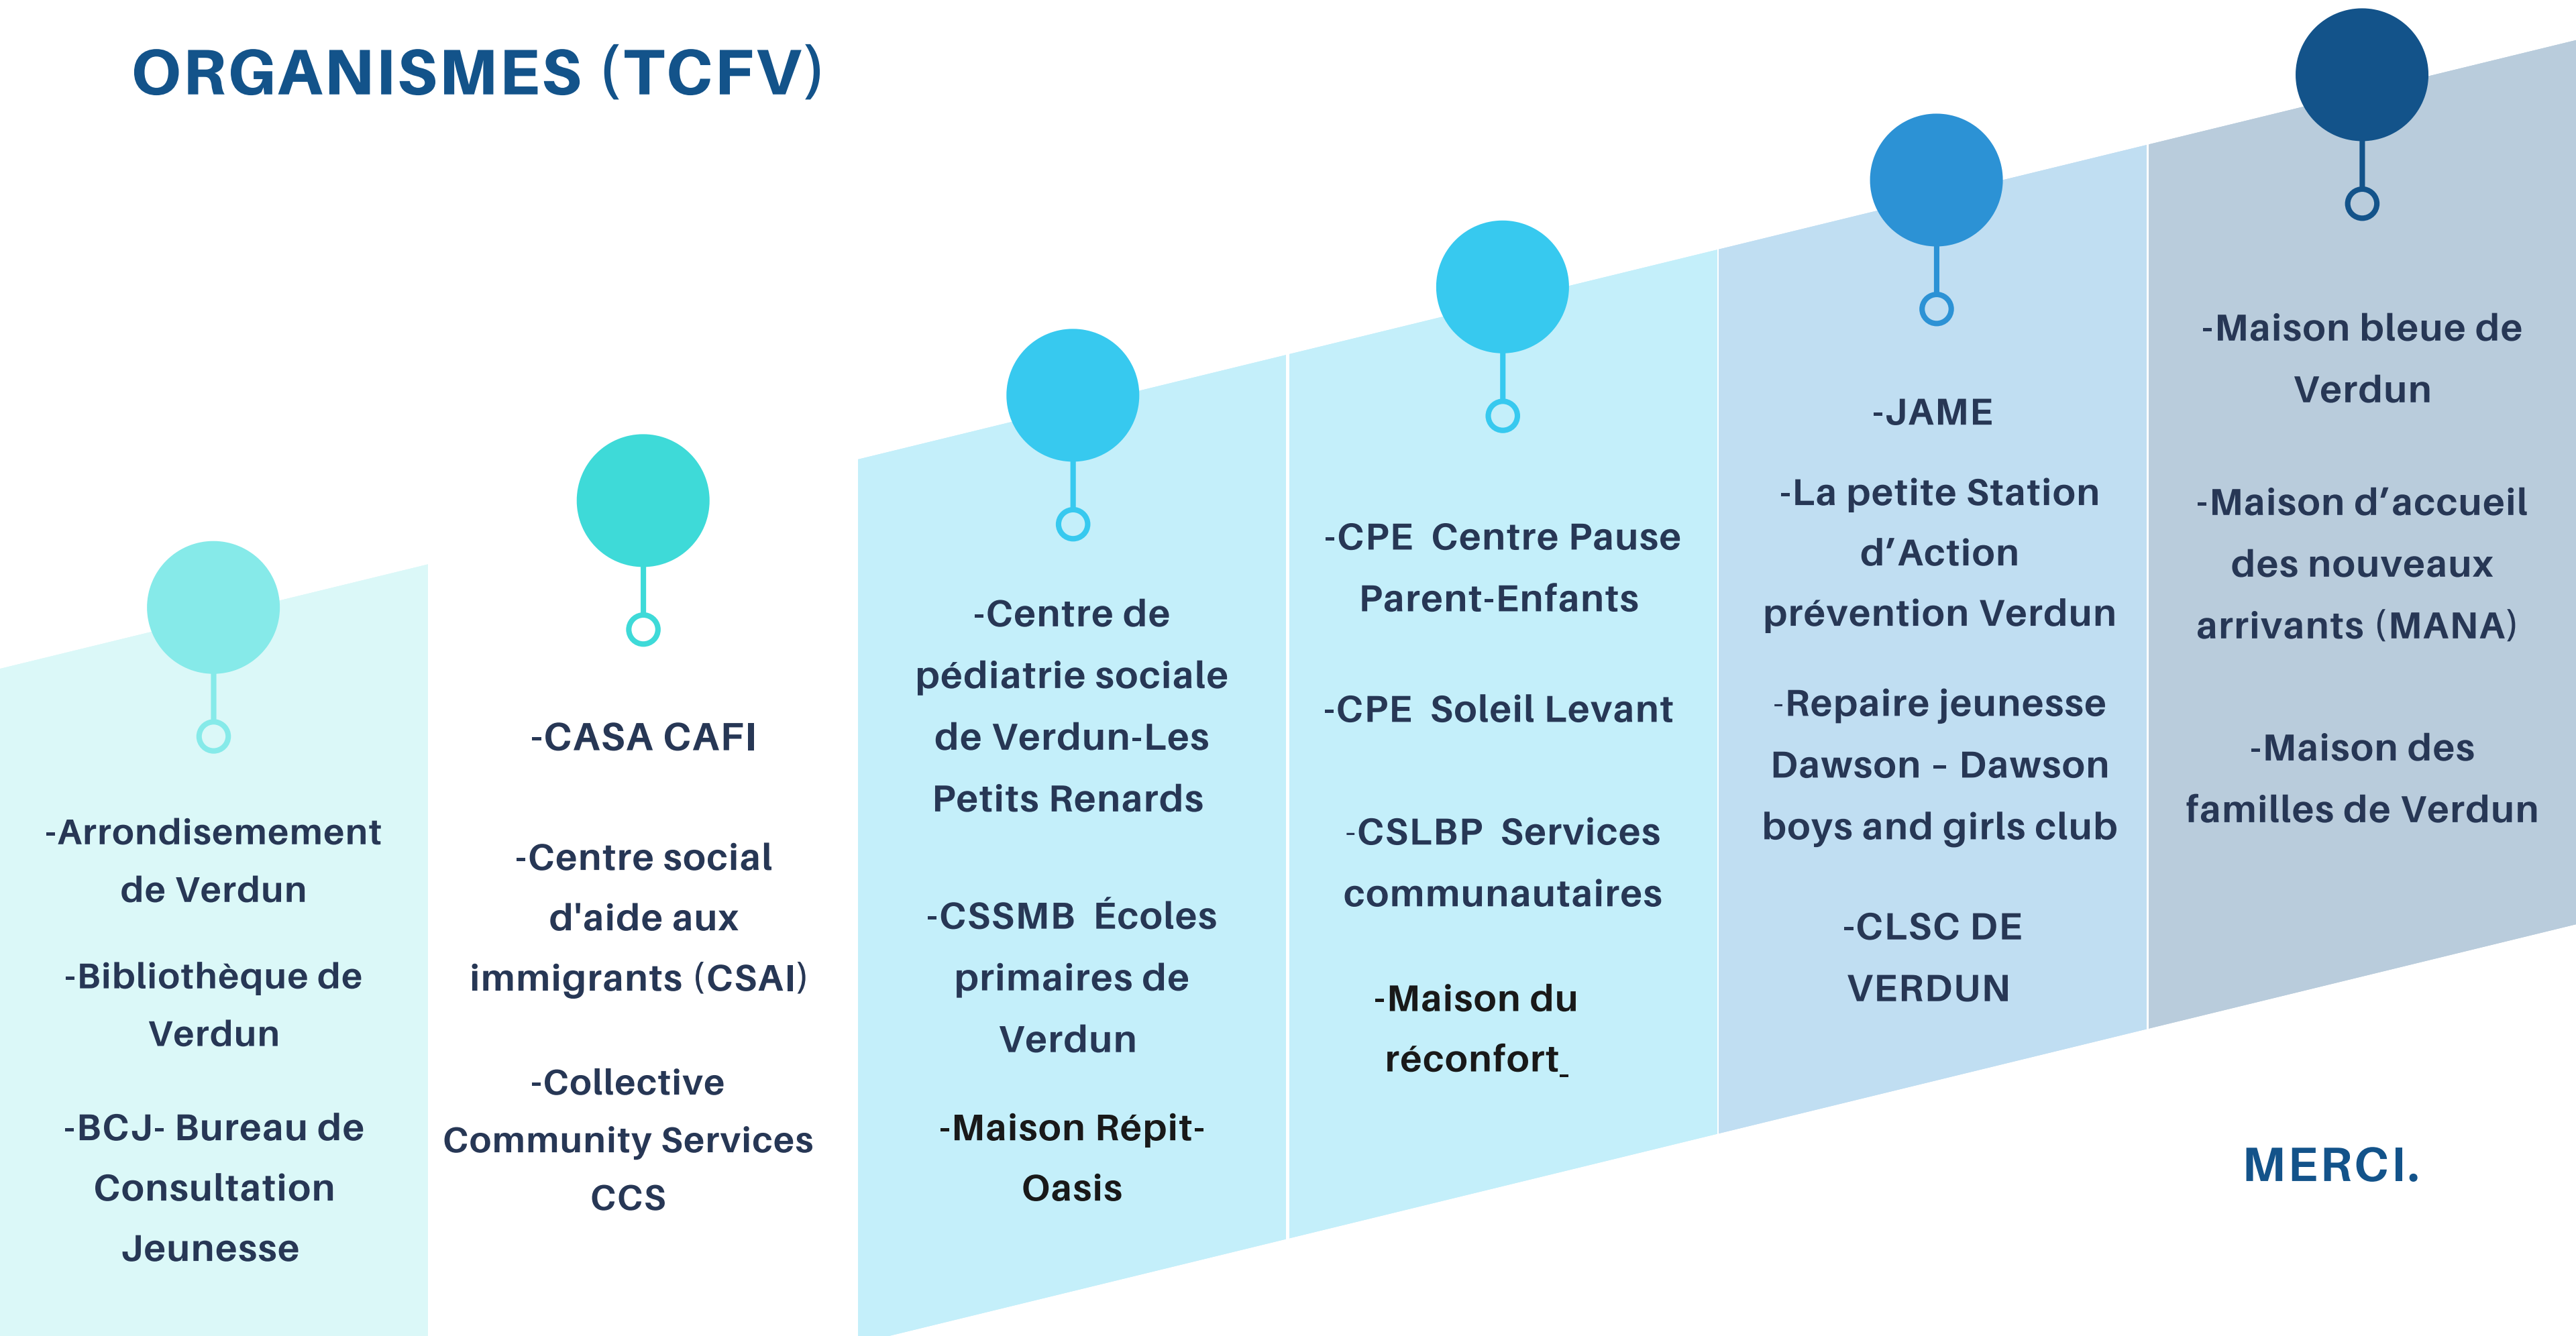 ORGANISMES (TCFV)
-Arrondisement
de Verdun
-Bibliothèque de
Verdun
-BCJ- Bureau de
Consultation
Jeunesse
-CASA CAFI
-Centre social
d'aide aux
immigrants (CSAI)
-Collective
Community Services
CCS
-Centre de
pédiatrie sociale
de Verdun-Les
Petits Renards
-CSSMB  Écoles
primaires de
Verdun
-Maison Répit-
Oasis
-CPE  Centre Pause
Parent-Enfants
-CPE  Soleil Levant
-CSLBP  Services
communautaires
-Maison du
réconfort_
-JAME
-La petite Station
d’Action
prévention Verdun
-Repaire jeunesse
Dawson – Dawson
boys and girls club
-CLSC DE
VERDUN
-Maison bleue de
Verdun
-Maison d’accueil
des nouveaux
arrivants (MANA)
-Maison des
familles de Verdun
MERCI.